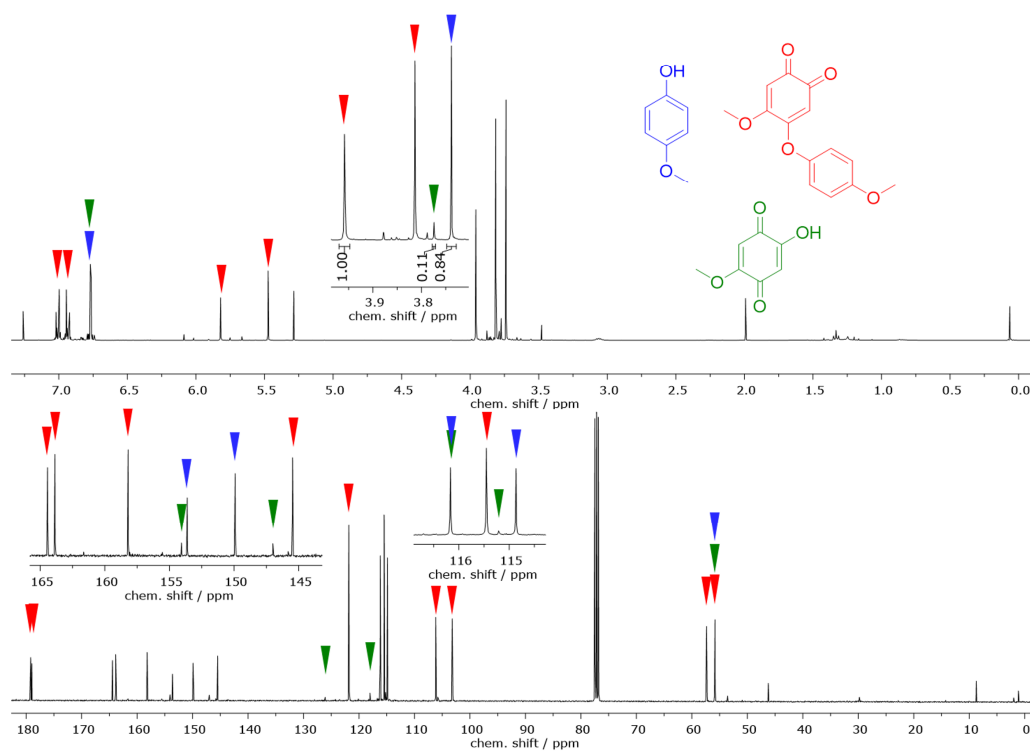 OH
O
O
O
O
O
O
O
OH
O
O
1.00
0.11
0.84
3.9 3.8
chem. shift / ppm
7.0 6.5 6.0 5.5 5.0 4.5 4.0 3.5 3.0 2.5 2.0 1.5 1.0 0.5 0.0
chem. shift / ppm
165 160 155 150 145
chem. shift / ppm
116 115
chem. shift / ppm
180 170 160 150 140 130 120 110 100 90 80 70 60 50 40 30 20 10 0
chem. shift / ppm